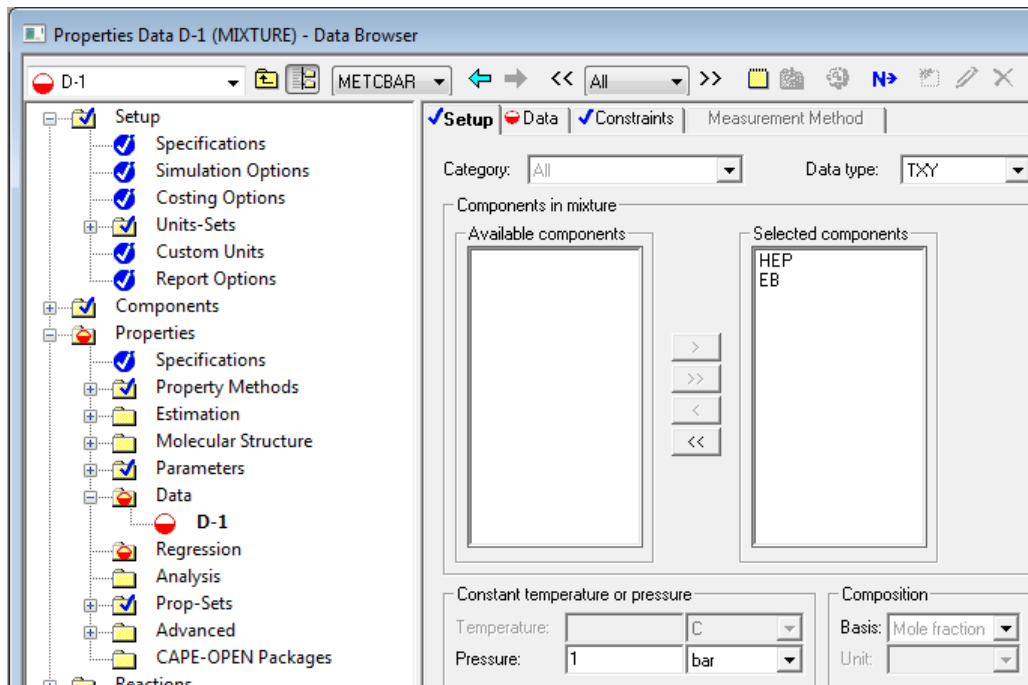 Properties Data D-1 (MIXTURE) - Data Browser
D-1 METCBAR << All >> N
Setup
Specifications
Simulation Options
Costing Options
Units-Sets
Custom Units
Report Options
Components
Properties
Specifications
Property Methods
Estimation
Molecular Structure
Parameters
Data
D-1
Regression
Analysis
Prop-Sets
Advanced
CAPE-OPEN Packages
Reactions
Setup Data Constraints Measurement Method
Category: All Data type: TXY
Components in mixture
Available components Selected components
HEP
EB
>
>>
<
<<
Constant temperature or pressure Composition
Temperature: C Basis: Mole fraction
Pressure: 1 bar Unit: